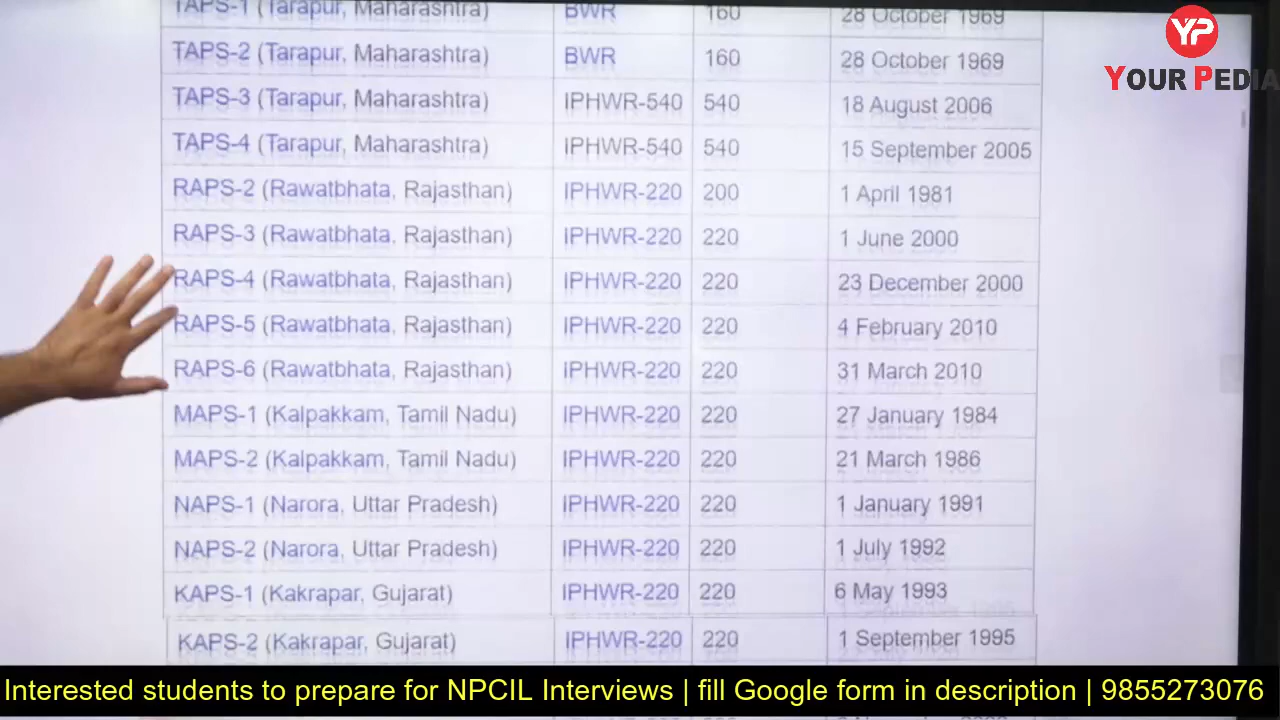 TAPS-1 (Tarapur, Maharashtra) BWR 160 28 October 1969
TAPS-2 (Tarapur, Maharashtra) BWR 160 28 October 1969
TAPS-3 (Tarapur, Maharashtra) IPHWR-540 540 18 August 2006
TAPS-4 (Tarapur, Maharashtra) IPHWR-540 540 15 September 2005
RAPS-2 (Rawatbhata, Rajasthan) IPHWR-220 200 1 April 1981
RAPS-3 (Rawatbhata, Rajasthan) IPHWR-220 220 1 June 2000
RAPS-4 (Rawatbhata, Rajasthan) IPHWR-220 220 23 December 2000
RAPS-5 (Rawatbhata, Rajasthan) IPHWR-220 220 4 February 2010
RAPS-6 (Rawatbhata, Rajasthan) IPHWR-220 220 31 March 2010
MAPS-1 (Kalpakkam, Tamil Nadu) IPHWR-220 220 27 January 1984
MAPS-2 (Kalpakkam, Tamil Nadu) IPHWR-220 220 21 March 1986
NAPS-1 (Narora, Uttar Pradesh) IPHWR-220 220 1 January 1991
NAPS-2 (Narora, Uttar Pradesh) IPHWR-220 220 1 July 1992
KAPS-1 (Kakrapar, Gujarat) IPHWR-220 220 6 May 1993
KAPS-2 (Kakrapar, Gujarat) IPHWR-220 220 1 September 1995
YP
YOUR PEDIA
Interested students to prepare for NPCIL Interviews | fill Google form in description | 9855273076